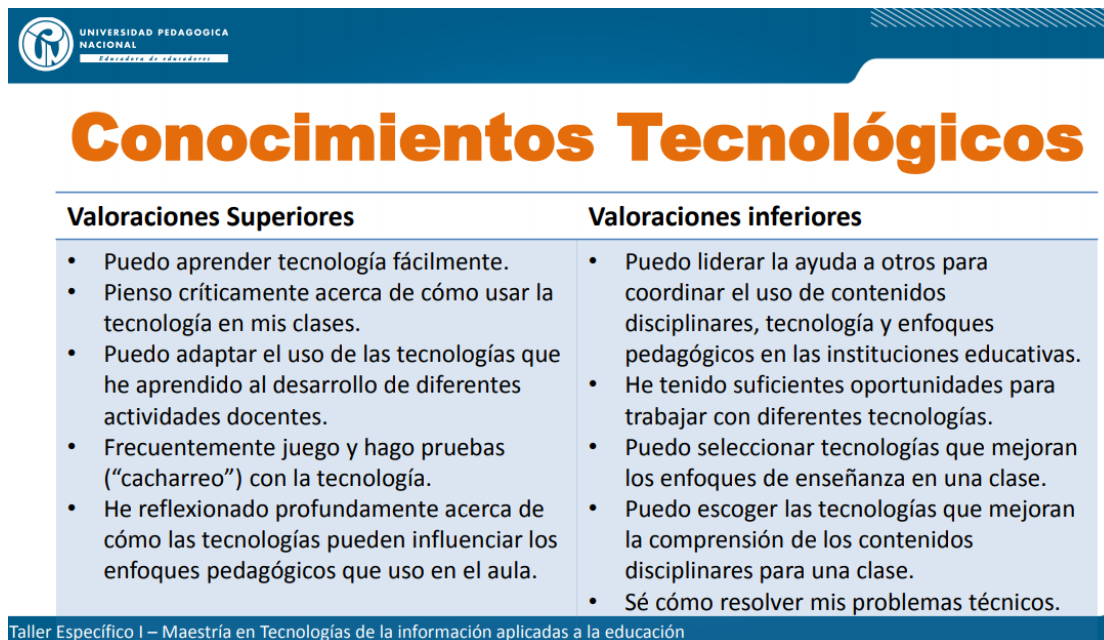 UNIVERSIDAD PEDAGOGICA
NACIONAL
Educadora de educadores
Conocimientos Tecnológicos
Valoraciones Superiores
• Puedo aprender tecnología fácilmente.
• Pienso críticamente acerca de cómo usar la
tecnología en mis clases.
• Puedo adaptar el uso de las tecnologías que
he aprendido al desarrollo de diferentes
actividades docentes.
• Frecuentemente juego y hago pruebas
(“cacharreo”) con la tecnología.
• He reflexionado profundamente acerca de
cómo las tecnologías pueden influenciar los
enfoques pedagógicos que uso en el aula.
Valoraciones inferiores
• Puedo liderar la ayuda a otros para
coordinar el uso de contenidos
disciplinares, tecnología y enfoques
pedagógicos en las instituciones educativas.
• He tenido suficientes oportunidades para
trabajar con diferentes tecnologías.
• Puedo seleccionar tecnologías que mejoran
los enfoques de enseñanza en una clase.
• Puedo escoger las tecnologías que mejoran
la comprensión de los contenidos
disciplinares para una clase.
• Sé cómo resolver mis problemas técnicos.
Taller Específico I – Maestría en Tecnologías de la información aplicadas a la educación